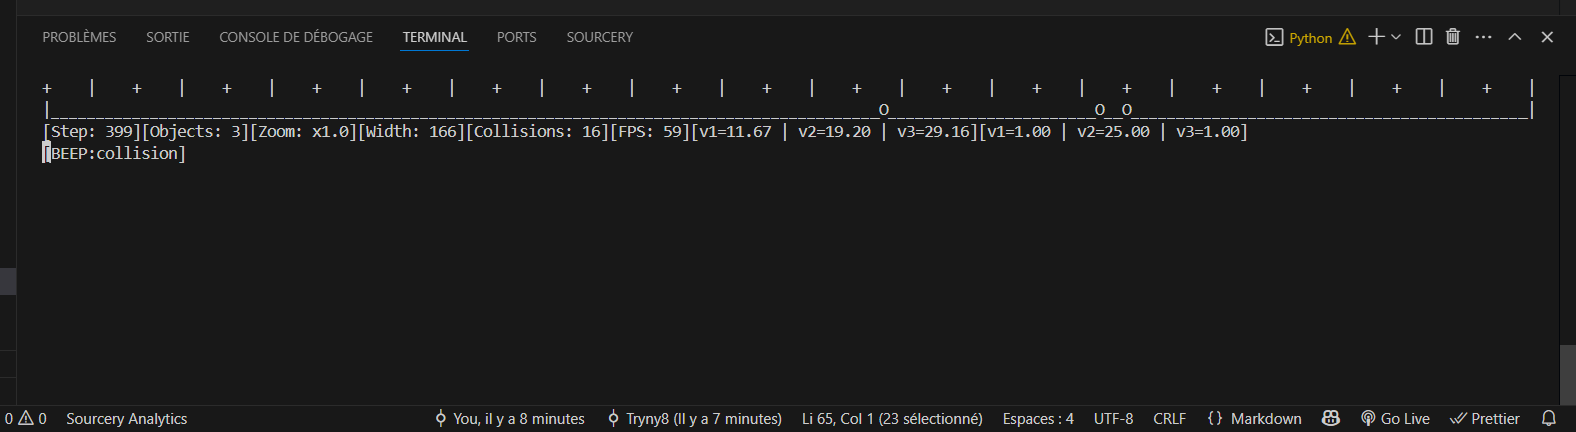 PROBLÈMES SORTIE CONSOLE DE DÉBOGAGE TERMINAL PORTS SOURCERY Python
+ | + | + | + | + | + | + | + | + | + | + | + | + | + | + | + | + |
|____________________________________________________________________________________________O_______________________O__O____________________________________________|
[Step: 399][Objects: 3][Zoom: x1.0][Width: 166][Collisions: 16][FPS: 59][v1=11.67 | v2=19.20 | v3=29.16][v1=1.00 | v2=25.00 | v3=1.00]
[BEEP:collision]
0 0 Sourcery Analytics You, il y a 8 minutes Tryny8 (Il y a 7 minutes) Li 65, Col 1 (23 sélectionné) Espaces : 4 UTF-8 CRLF {} Markdown Go Live Prettier